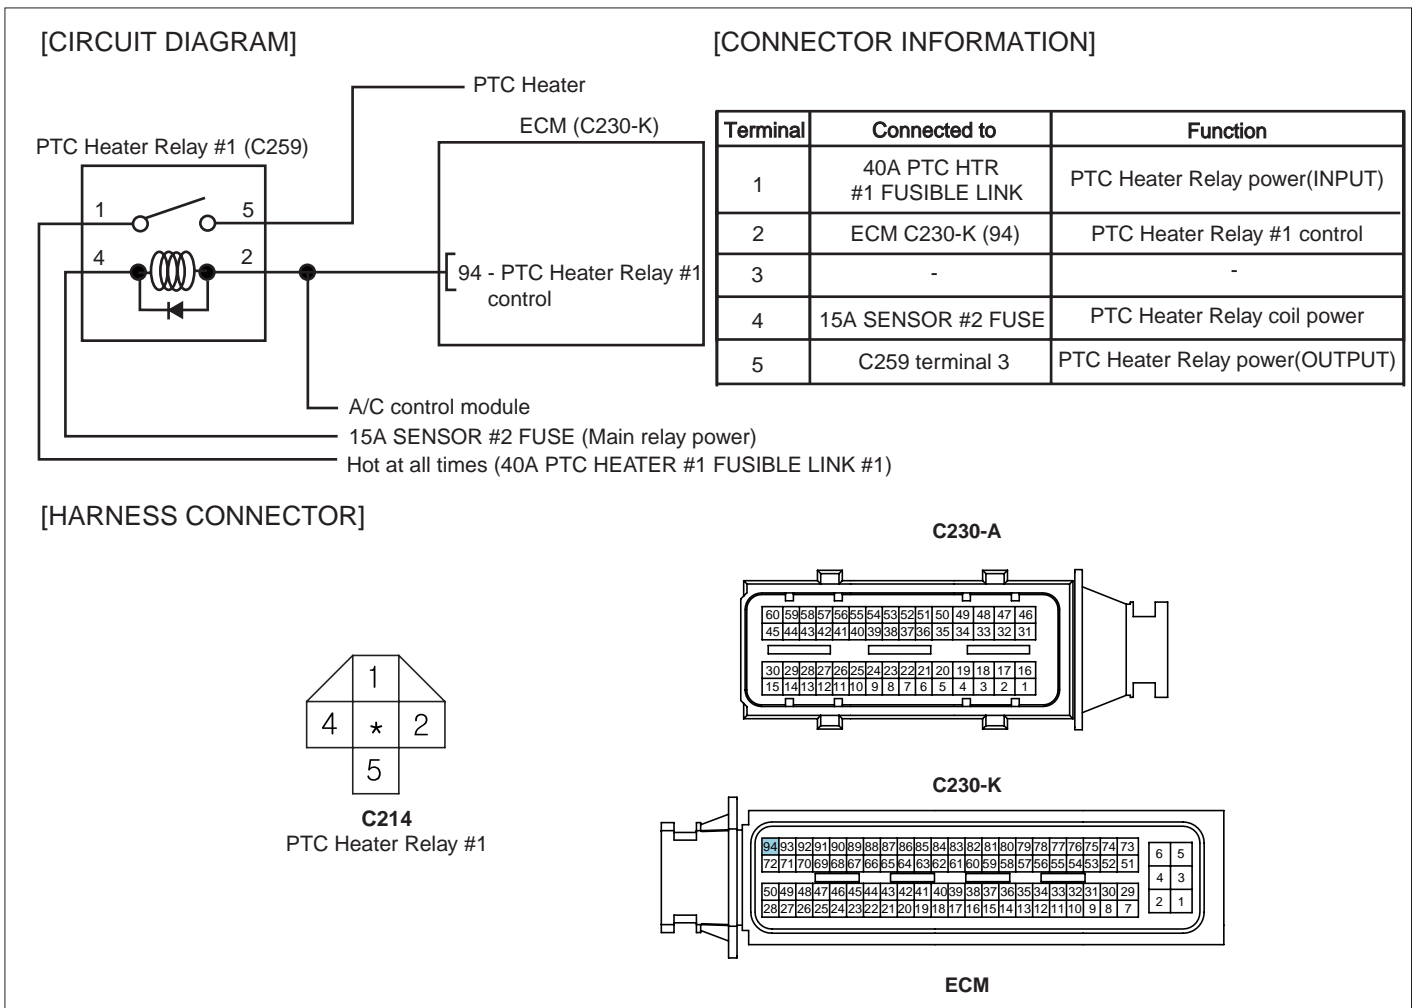 [CIRCUIT DIAGRAM]
PTC Heater
ECM (C230-K)
PTC Heater Relay #1 (C259)
1
5
4
2
94 - PTC Heater Relay #1
control
A/C control module
15A SENSOR #2 FUSE (Main relay power)
Hot at all times (40A PTC HEATER #1 FUSIBLE LINK #1)
[CONNECTOR INFORMATION]
Terminal Connected to Function
1 40A PTC HTR PTC Heater Relay power(INPUT)
#1 FUSIBLE LINK
2 ECM C230-K (94) PTC Heater Relay #1 control
3 - -
4 15A SENSOR #2 FUSE PTC Heater Relay coil power
5 C259 terminal 3 PTC Heater Relay power(OUTPUT)
[HARNESS CONNECTOR]
1
4 * 2
5
C214
PTC Heater Relay #1
C230-A
60 59 58 57 56 55 54 53 52 51 50 49 48 47 46
45 44 43 42 41 40 39 38 37 36 35 34 33 32 31
30 29 28 27 26 25 24 23 22 21 20 19 18 17 16
15 14 13 12 11 10 9 8 7 6 5 4 3 2 1
C230-K
94 93 92 91 90 89 88 87 86 85 84 83 82 81 80 79 78 77 76 75 74 73
72 71 70 69 68 67 66 65 64 63 62 61 60 59 58 57 56 55 54 53 52 51
50 49 48 47 46 45 44 43 42 41 40 39 38 37 36 35 34 33 32 31 30 29
28 27 26 25 24 23 22 21 20 19 18 17 16 15 14 13 12 11 10 9 8 7
6 5
4 3
2 1
ECM